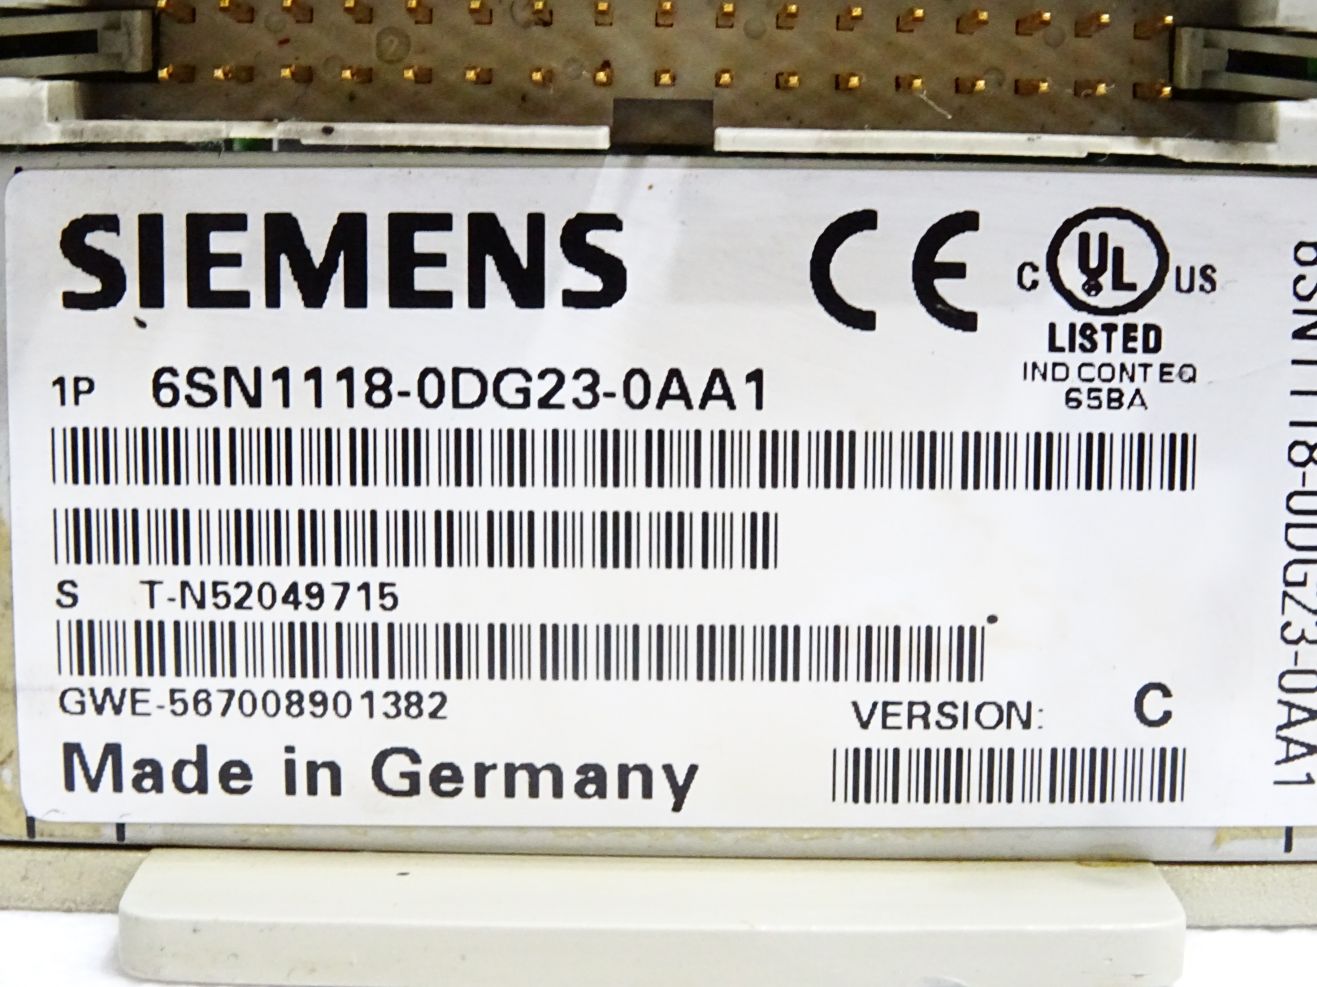 SIEMENS
CE
C UL US
LISTED
IND CONT EQ
65BA
1P 6SN1118-0DG23-0AA1
S T-N52049715
GWE-567008901382
VERSION: C
Made in Germany
6SN1118-0DG23-0AA1